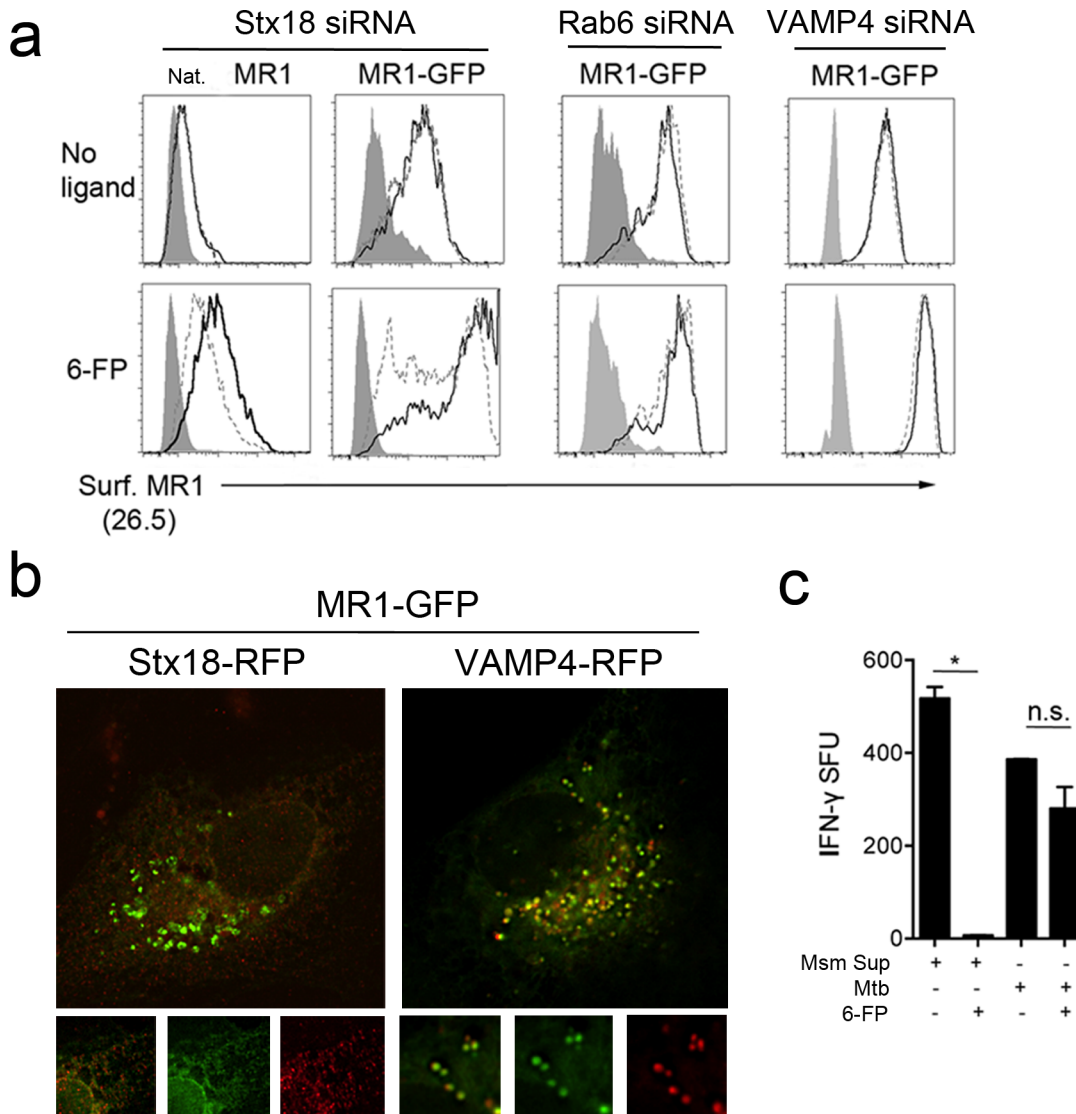 a
Stx18 siRNA Rab6 siRNA VAMP4 siRNA
Nat. MR1 MR1-GFP MR1-GFP MR1-GFP
No
ligand
6-FP
Surf. MR1
(26.5)
b
MR1-GFP
Stx18-RFP VAMP4-RFP
c
600
400
200
0
IFN-γ SFU
*
n.s.
Msm Sup + + - -
Mtb - - + +
6-FP - + - +